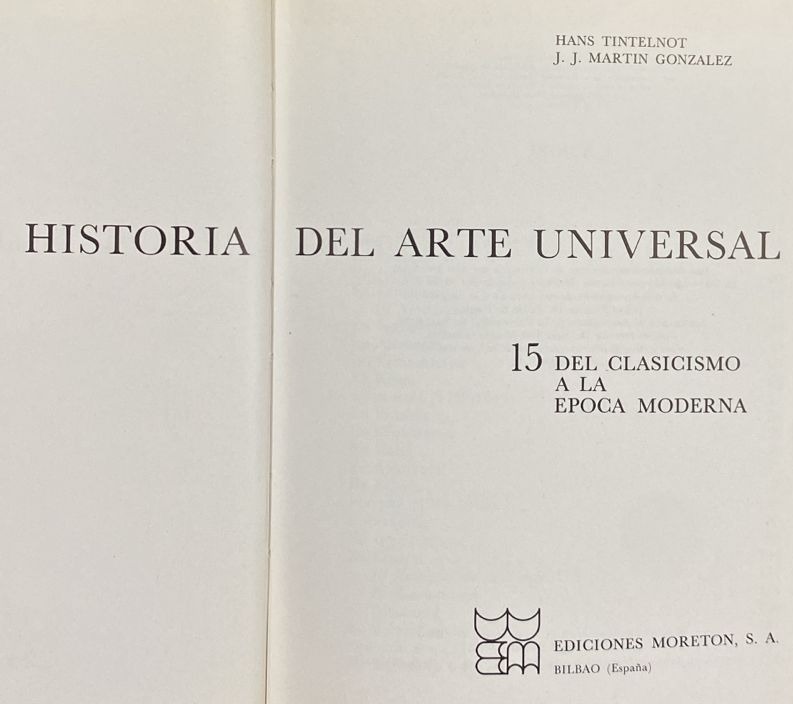 HANS TINTELNOT
J. J. MARTIN GONZALEZ
HISTORIA DEL ARTE UNIVERSAL
15 DEL CLASICISMO
A LA
EPOCA MODERNA
EDICIONES MORETON, S. A.
BILBAO (España)